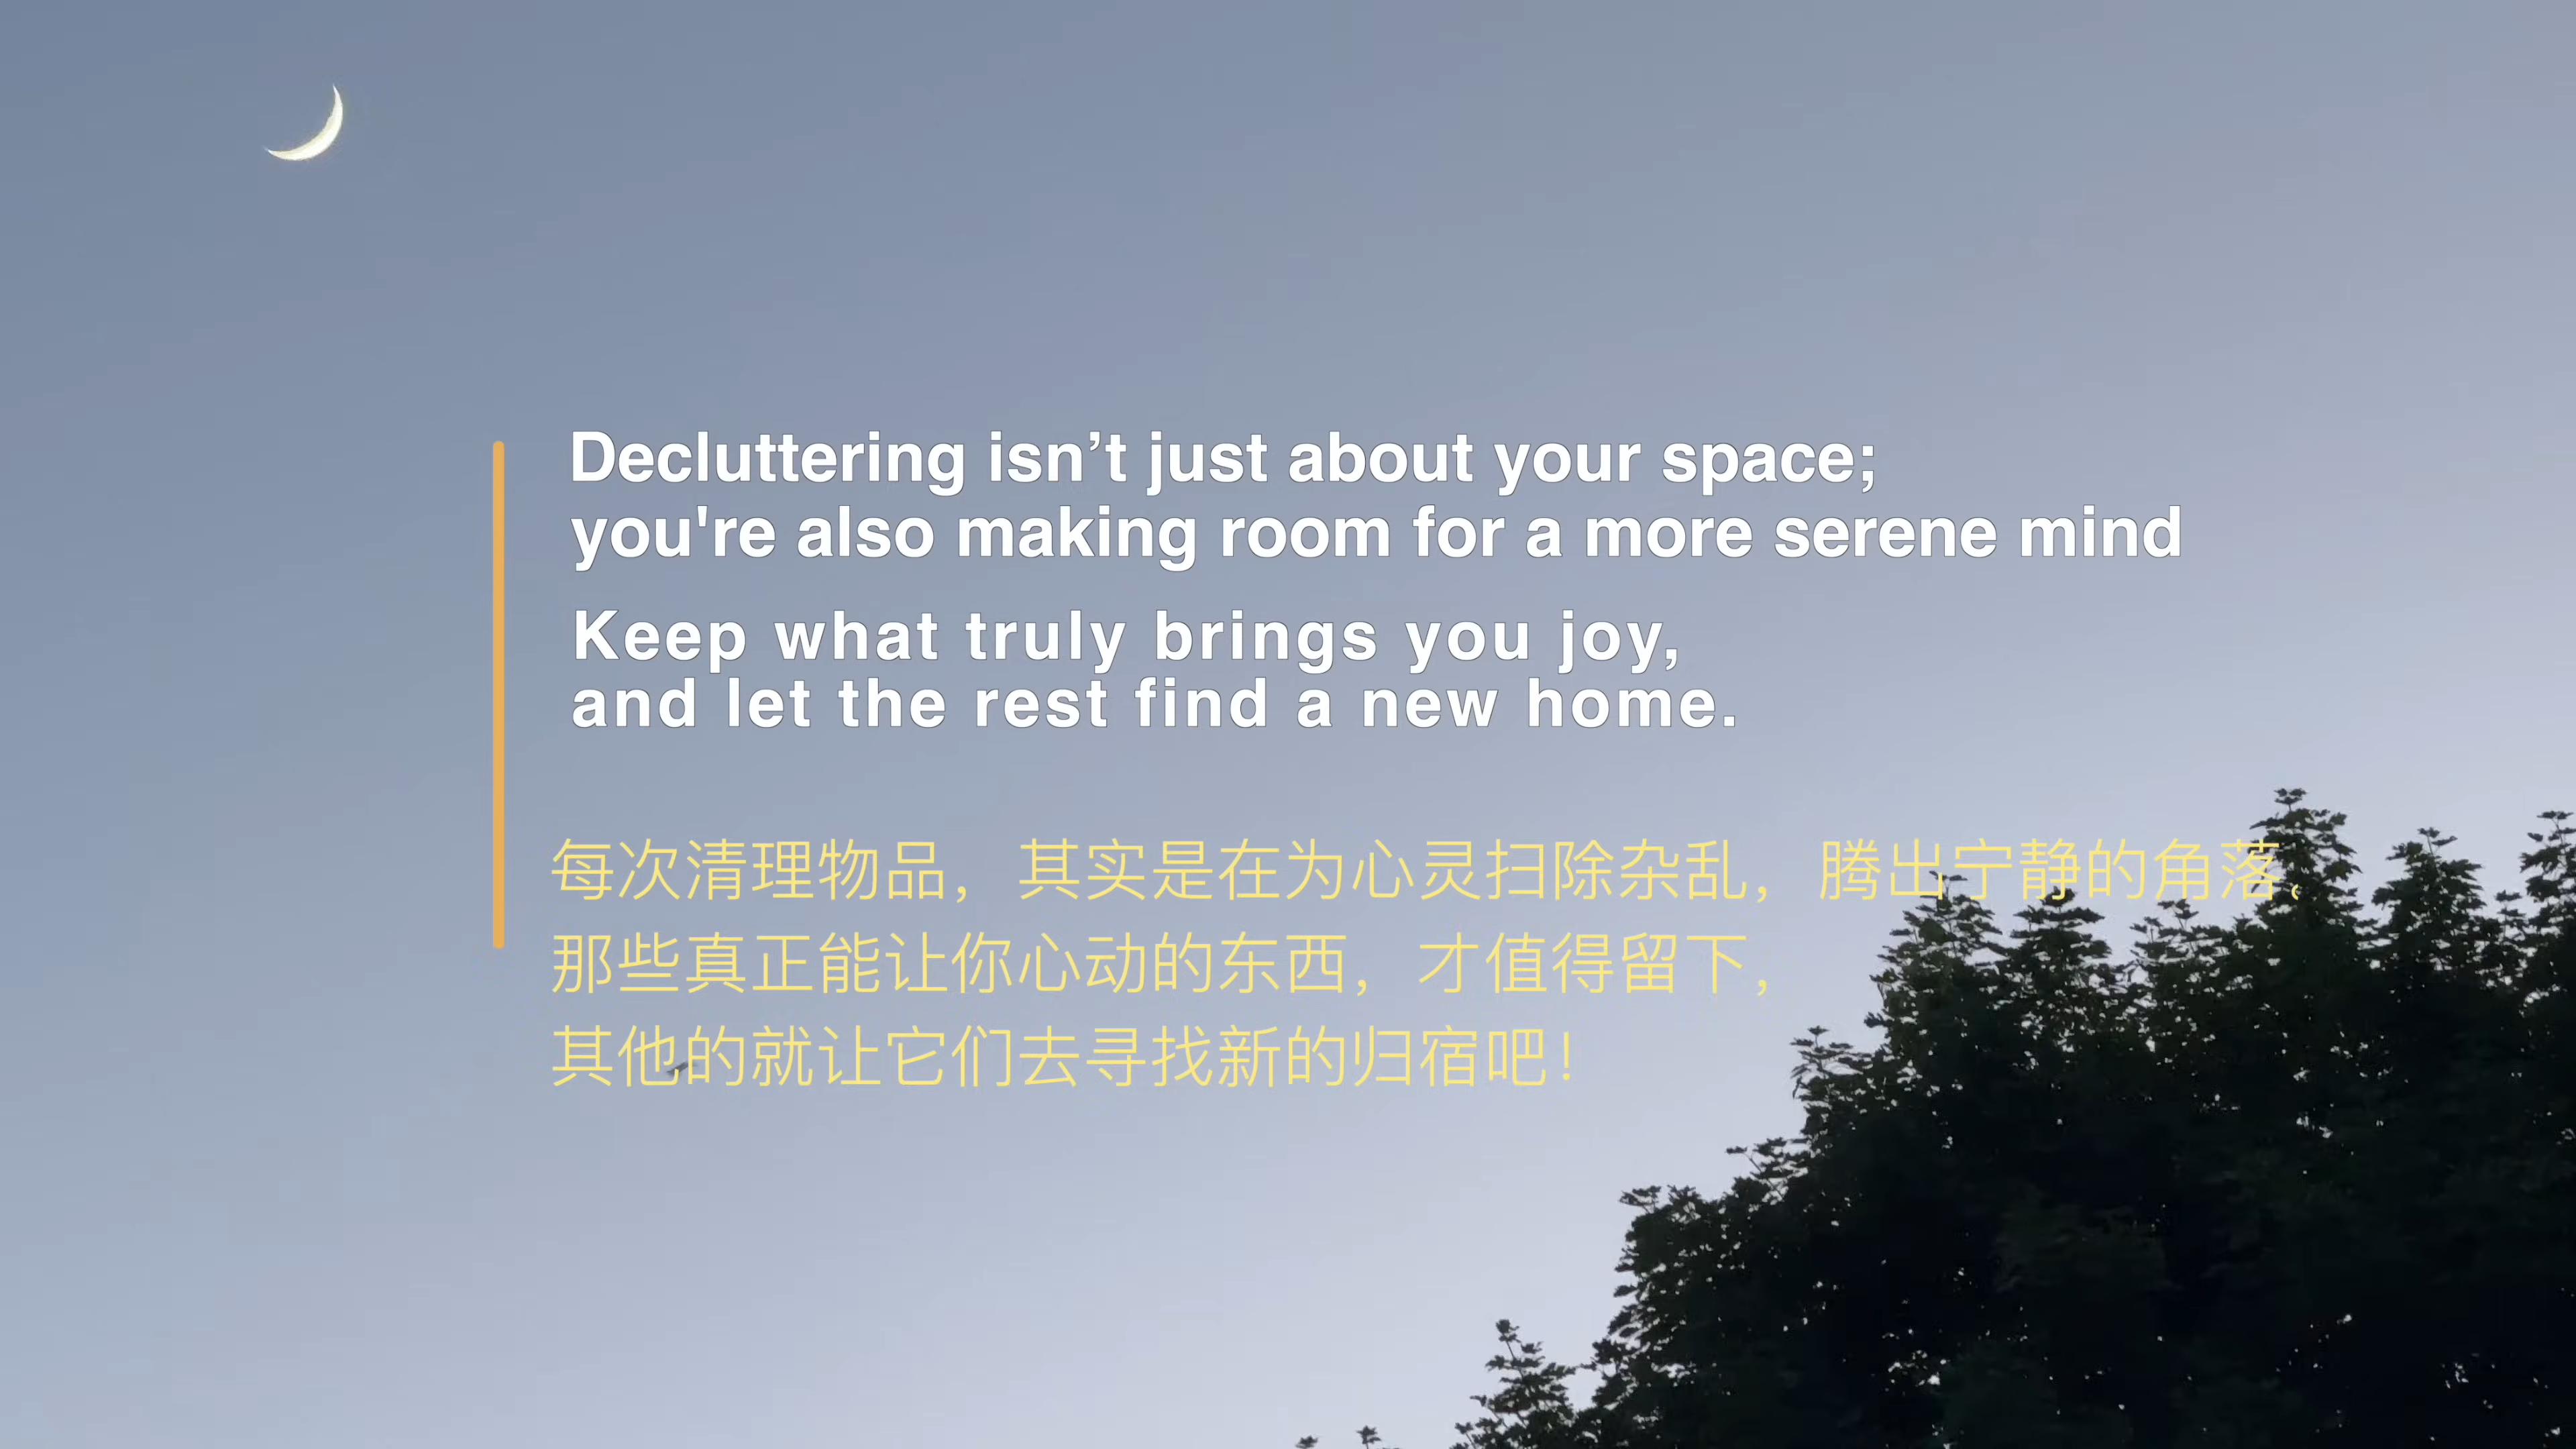 Decluttering isn’t just about your space;
you're also making room for a more serene mind
Keep what truly brings you joy,
and let the rest find a new home.
每次清理物品，其实是在为心灵扫除杂乱，腾出宁静的角落。
那些真正能让你心动的东西，才值得留下，
其他的就让它们去寻找新的归宿吧！